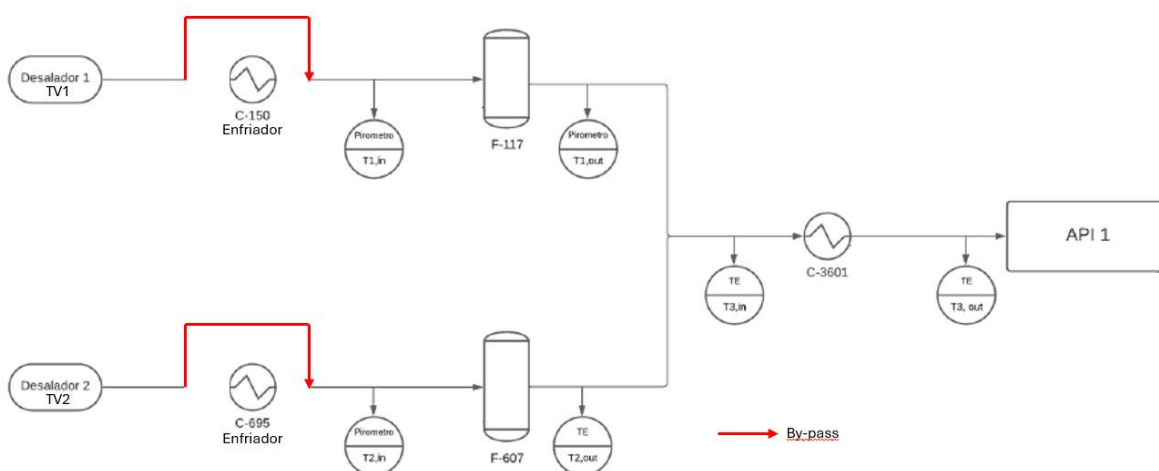 Desalador 1
TV1
C-150
Enfriador
Pirometro
T1,in
F-117
Pirometro
T1,out
TE
T3,in
C-3601
TE
T3, out
API 1
Desalador 2
TV2
C-695
Enfriador
Pirometro
T2,in
F-607
TE
T2,out
By-pass